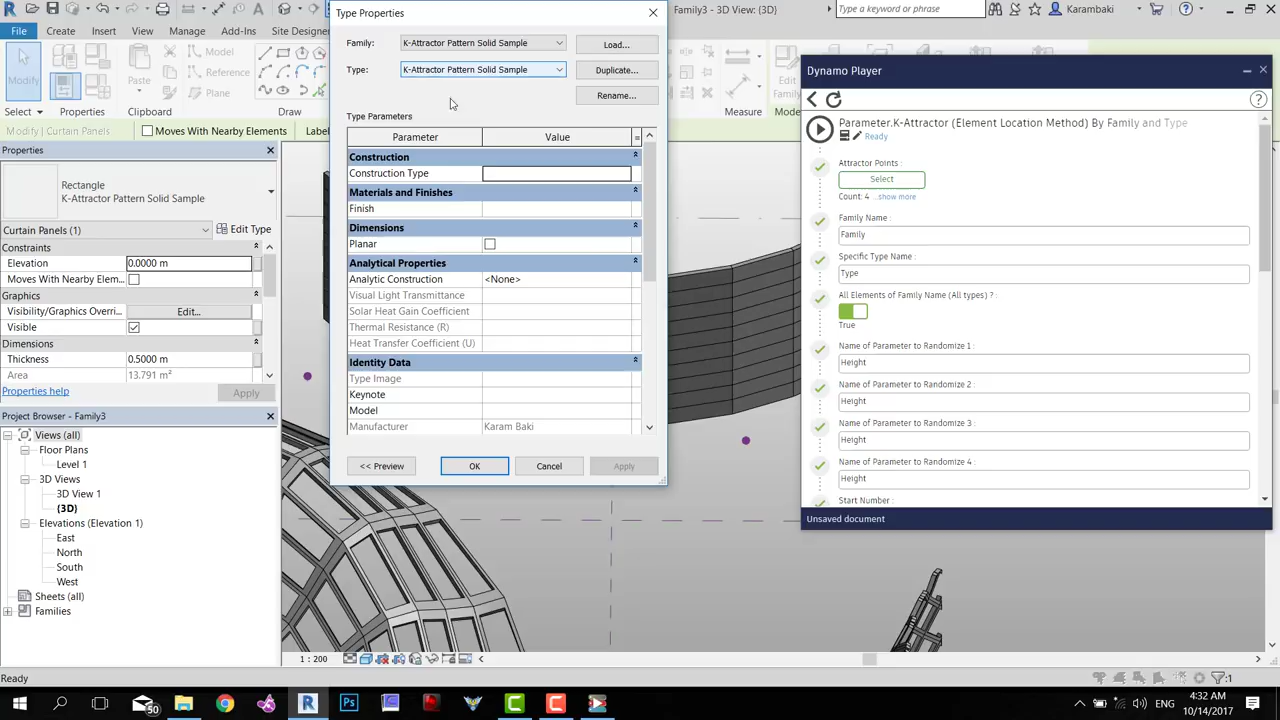 Family3 - 3D View: {3D}
Type a keyword or phrase
Karambaki
File
Create
Insert
View
Manage
Site Designer
Modify
Select
Properties
Paste
Clipboard
Model
Reference
Plane
Draw
Measure
Edit
Family
Mode
Modify | Curtain Panels
Moves With Nearby Elements
Label
Properties
Rectangle
K-Attractor Pattern Solid Sample
Curtain Panels (1)
Edit Type
Constraints
Elevation
0.0000 m
Moves With Nearby Elem...
Graphics
Visibility/Graphics Overri...
Edit...
Visible
Dimensions
Thickness
0.5000 m
Area
13.791 m²
Properties help
Apply
Project Browser - Family3
Views (all)
Floor Plans
Level 1
3D Views
3D View 1
{3D}
Elevations (Elevation 1)
East
North
South
West
Sheets (all)
Families
Type Properties
Family:
K-Attractor Pattern Solid Sample
Load...
Type:
K-Attractor Pattern Solid Sample
Duplicate...
Rename...
Type Parameters
Parameter
Value
=
Construction
Construction Type
Materials and Finishes
Finish
Dimensions
Planar
Analytical Properties
Analytic Construction
<None>
Visual Light Transmittance
Solar Heat Gain Coefficient
Thermal Resistance (R)
Heat Transfer Coefficient (U)
Identity Data
Type Image
Keynote
Model
Manufacturer
Karam Baki
<< Preview
OK
Cancel
Apply
Dynamo Player
Parameter.K-Attractor (Element Location Method) By Family and Type
Ready
Attractor Points :
Select
Count: 4 ...show more
Family Name :
Family
Specific Type Name :
Type
All Elements of Family Name (All types) ? :
True
Name of Parameter to Randomize 1 :
Height
Name of Parameter to Randomize 2 :
Height
Name of Parameter to Randomize 3 :
Height
Name of Parameter to Randomize 4 :
Height
Start Number :
Unsaved document
1 : 200
Ready
:1
50
ENG
4:32 AM
10/14/2017